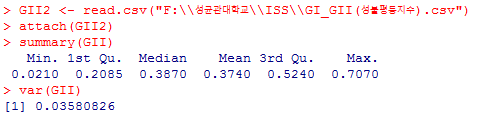 > GII2 <- read.csv("F:\\성균관대학교\\ISS\\GI_GII(성불평등지수).csv")
> attach(GII2)
> summary(GII)
Min. 1st Qu. Median Mean 3rd Qu. Max.
0.0210 0.2085 0.3870 0.3740 0.5240 0.7070
> var(GII)
[1] 0.03580826